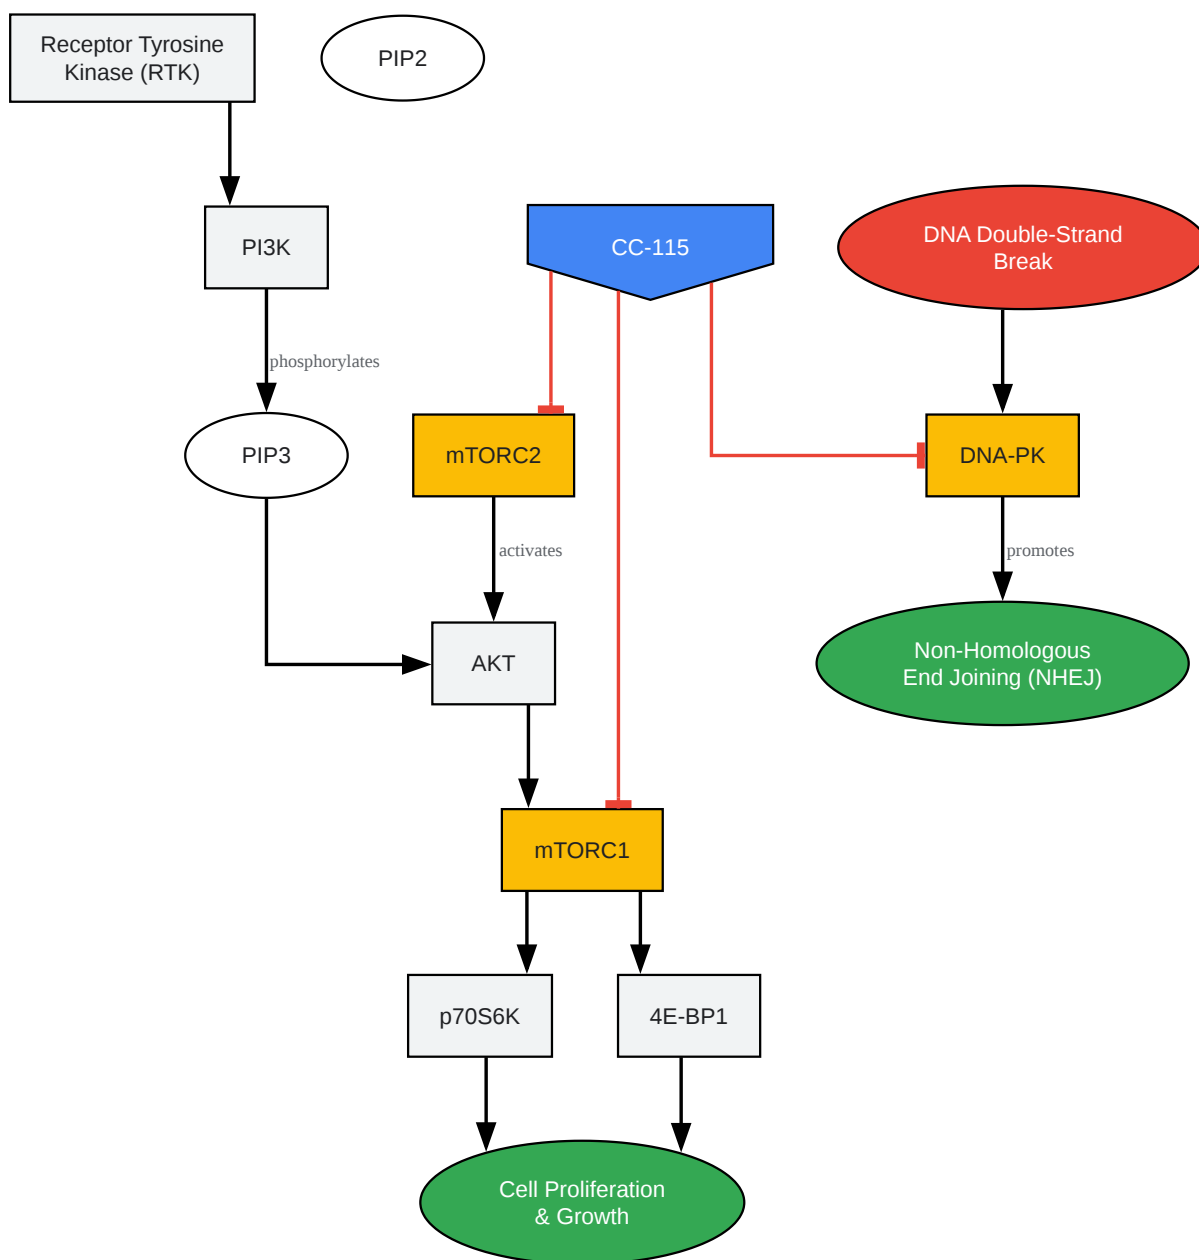 Receptor Tyrosine
Kinase (RTK)
PIP2
PI3K
CC-115
DNA Double-Strand
Break
phosphorylates
PIP3
mTORC2
DNA-PK
activates
promotes
AKT
Non-Homologous
End Joining (NHEJ)
mTORC1
p70S6K
4E-BP1
Cell Proliferation
& Growth